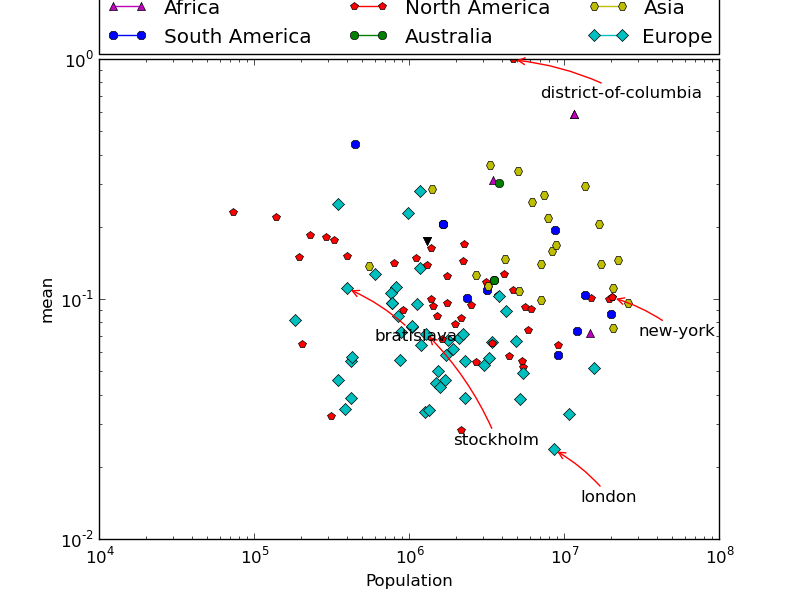 Africa North America Asia
South America Australia Europe
10^0
district-of-columbia
mean
10^-1
bratislava
new-york
stockholm
london
10^-2
10^4 10^5 10^6 10^7 10^8
Population